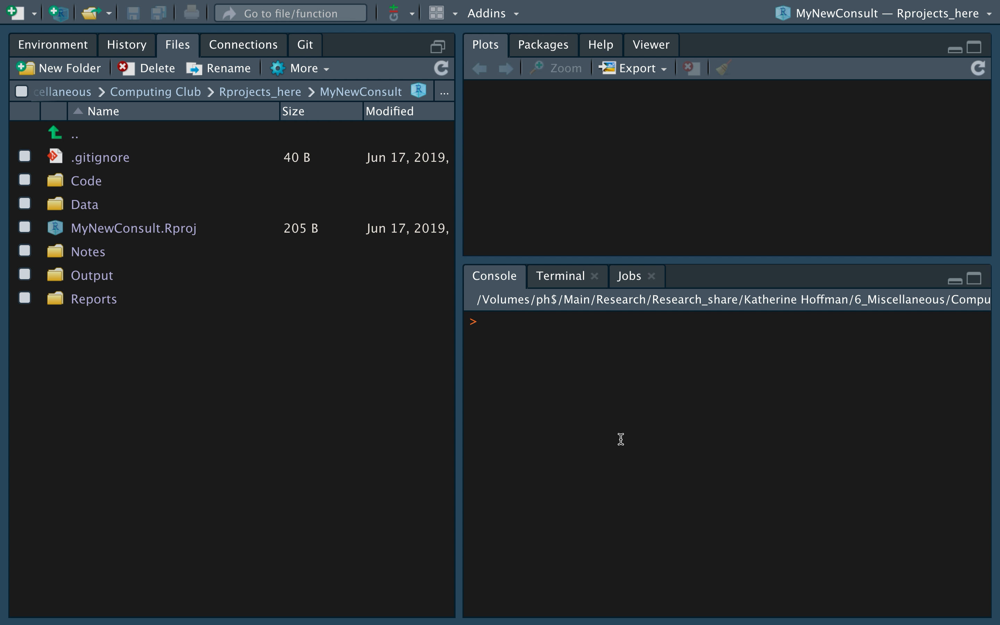 Go to file/function Addins MyNewConsult — Rprojects_here
Environment History Files Connections Git
New Folder Delete Rename More
cellaneous Computing Club Rprojects_here MyNewConsult ...
Name Size Modified
..
.gitignore 40 B Jun 17, 2019,
Code
Data
MyNewConsult.Rproj 205 B Jun 17, 2019,
Notes
Output
Reports
Plots Packages Help Viewer
Zoom Export
Console Terminal Jobs
/Volumes/ph$/Main/Research/Research_share/Katherine Hoffman/6_Miscellaneous/Compu
>